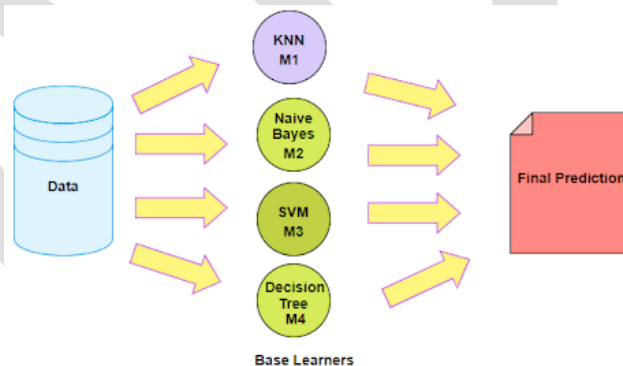 KNN
M1
Naive
Bayes
M2
Data
Final Prediction
SVM
M3
Decision
Tree
M4
Base Learners